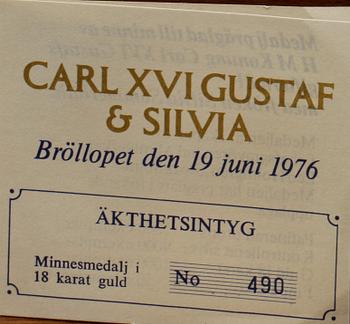 CARL XVI GUSTAF
& SILVIA
Bröllopet den 19 juni 1976
ÄKTHETSINTYG
Minnesmedalj i
18 karat guld
No 490